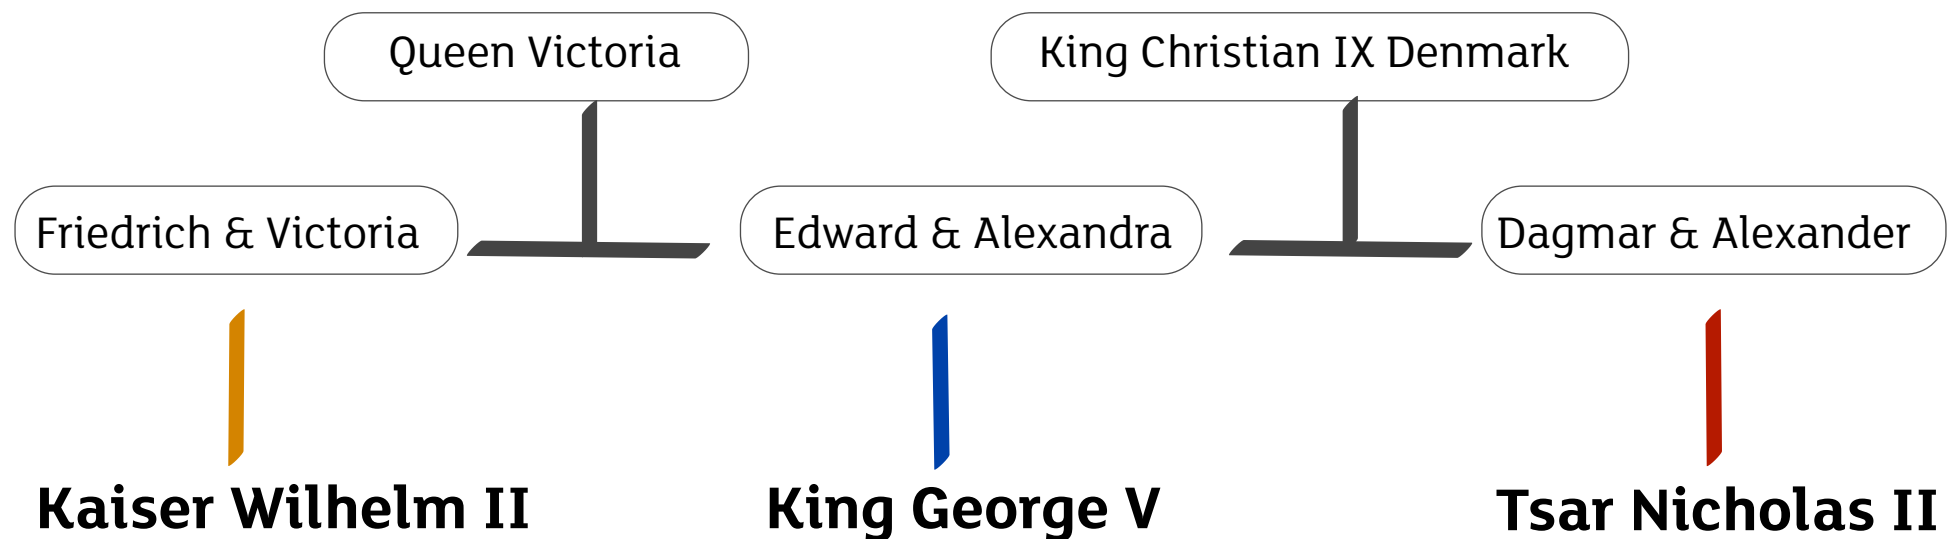 Queen Victoria
King Christian IX Denmark
Friedrich & Victoria
Edward & Alexandra
Dagmar & Alexander
Kaiser Wilhelm II
King George V
Tsar Nicholas II